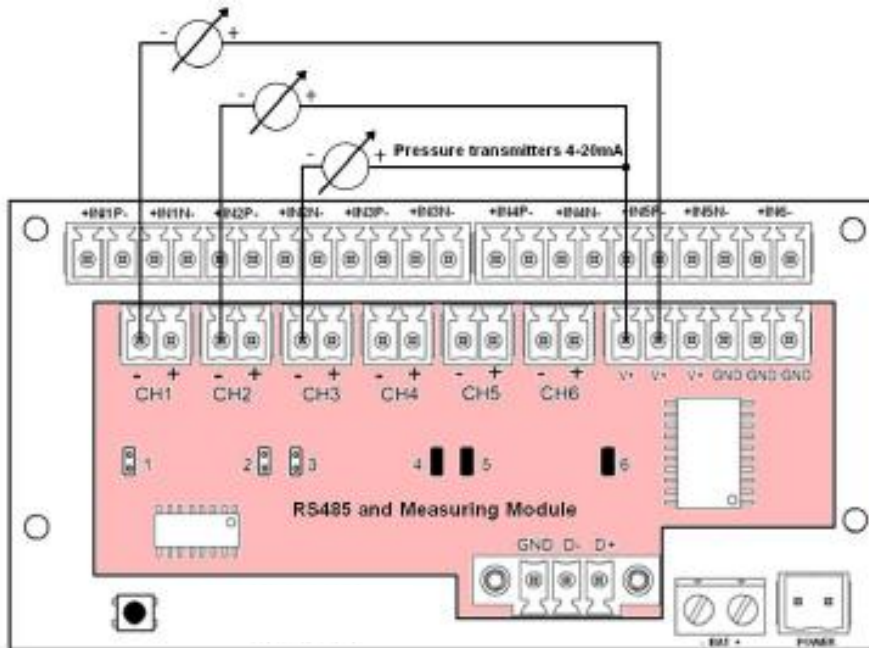 - +
- +
- + Pressure transmitters 4-20mA
+IN1P- +IN1N- +IN2P- +IN2N- +IN3P- +IN3N- +IN4P- +IN4N- +IN5P- +IN5N- +IN6-
- + - + - + - + - + - + V+ V+ V+ GND GND GND
CH1 CH2 CH3 CH4 CH5 CH6
1 2 3 4 5 6
RS485 and Measuring Module
GND D- D+
- BAT + POWER